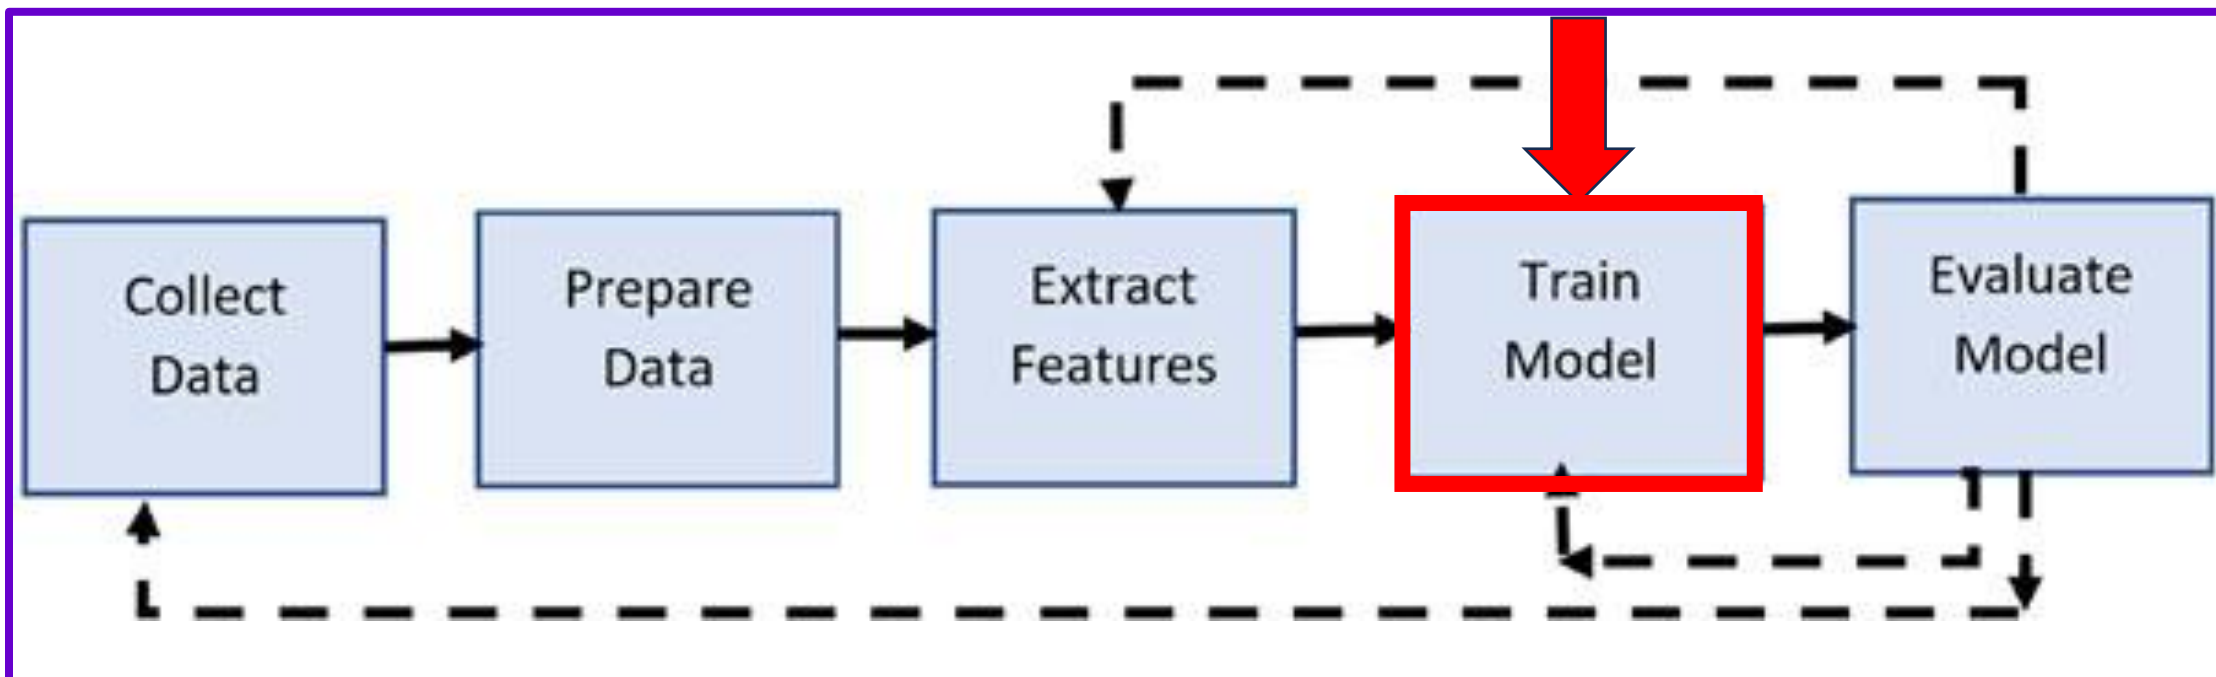 Collect
Data
Prepare
Data
Extract
Features
Train
Model
Evaluate
Model